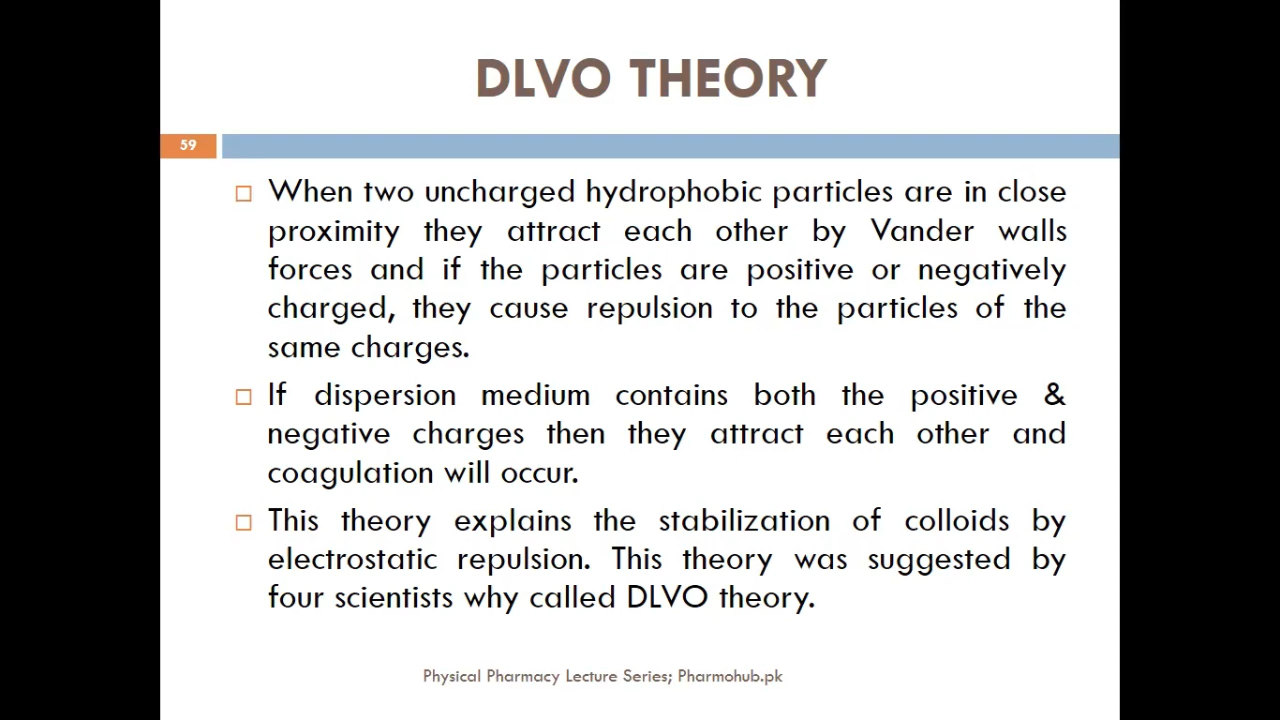 DLVO THEORY
59
When two uncharged hydrophobic particles are in close
proximity they attract each other by Vander walls
forces and if the particles are positive or negatively
charged, they cause repulsion to the particles of the
same charges.
If dispersion medium contains both the positive &
negative charges then they attract each other and
coagulation will occur.
This theory explains the stabilization of colloids by
electrostatic repulsion. This theory was suggested by
four scientists why called DLVO theory.
Physical Pharmacy Lecture Series; Pharmohub.pk